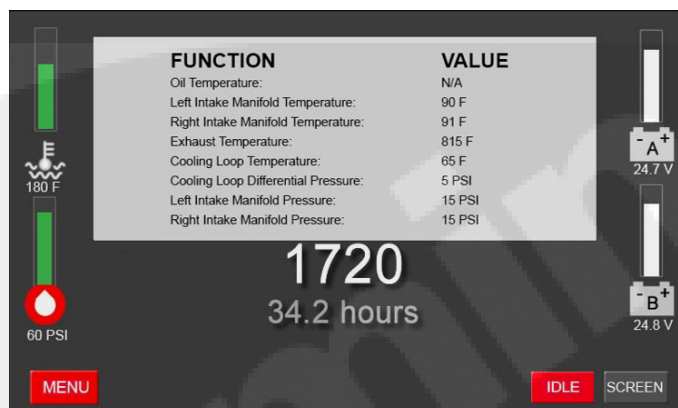 FUNCTION VALUE
Oil Temperature: N/A
Left Intake Manifold Temperature: 90 F
Right Intake Manifold Temperature: 91 F
Exhaust Temperature: 815 F
Cooling Loop Temperature: 65 F
Cooling Loop Differential Pressure: 5 PSI
Left Intake Manifold Pressure: 15 PSI
Right Intake Manifold Pressure: 15 PSI
180 F
- A +
24.7 V
1720
34.2 hours
60 PSI
- B +
24.8 V
MENU
IDLE
SCREEN